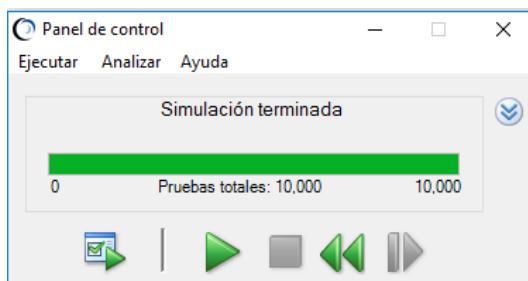 Panel de control
Ejecutar Analizar Ayuda
Simulación terminada
0 Pruebas totales: 10,000 10,000